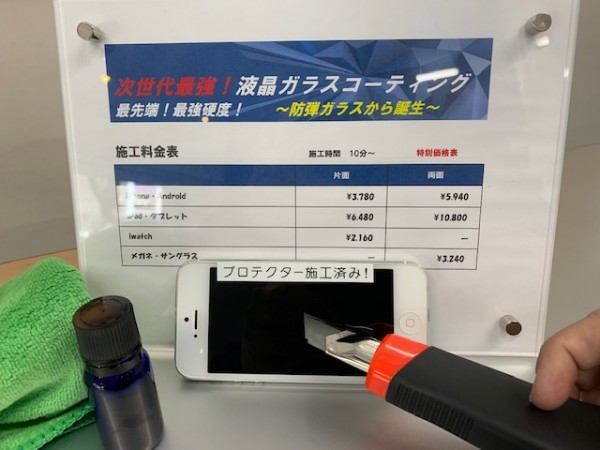 次世代最強！液晶ガラスコーティング
最先端！最強硬度！ ～防弾ガラスから誕生～
施工料金表 施工時間 10分～ 特別価格表
片面 両面
iPhone・Android ¥3.780 ¥5.940
iPad・タブレット ¥6.480 ¥10.800
iwatch ¥2.160 ―
メガネ・サングラス ― ¥3.240
プロテクター施工済み！